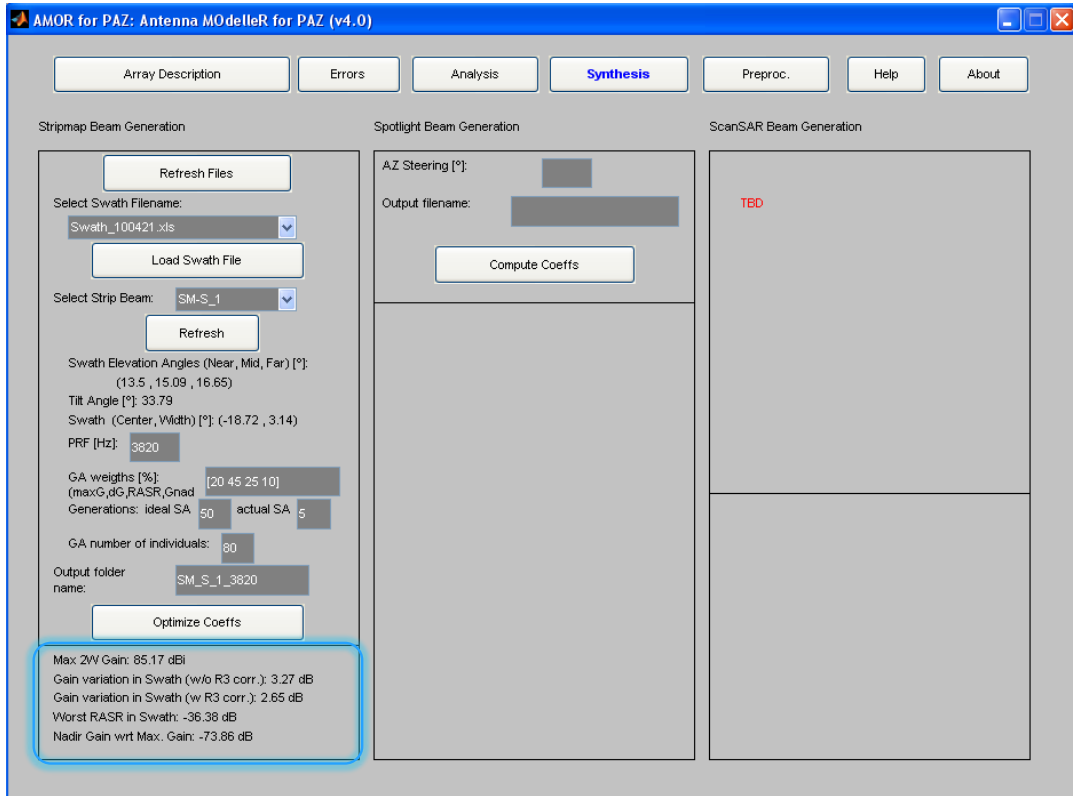 AMOR for PAZ: Antenna MOdelleR for PAZ (v4.0)
Array Description
Errors
Analysis
Synthesis
Preproc.
Help
About
Stripmap Beam Generation
Refresh Files
Select Swath Filename:
Swath_100421.xls
Load Swath File
Select Strip Beam:
SM-S_1
Refresh
Swath Elevation Angles (Near, Mid, Far) [º]:
(13.5 , 15.09 , 16.65)
Tilt Angle [º]: 33.79
Swath (Center, Width) [º]: (-18.72 , 3.14)
PRF [Hz]:
3820
GA weigths [%]:
(maxG,dG,RASR,Gnad
[20 45 25 10]
Generations: ideal SA
50
actual SA
5
GA number of individuals:
80
Output folder
name:
SM_S_1_3820
Optimize Coeffs
Max 2W Gain: 85.17 dBi
Gain variation in Swath (w/o R3 corr.): 3.27 dB
Gain variation in Swath (w R3 corr.): 2.65 dB
Worst RASR in Swath: -36.38 dB
Nadir Gain wrt Max. Gain: -73.86 dB
Spotlight Beam Generation
AZ Steering [º]:
Output filename:
Compute Coeffs
ScanSAR Beam Generation
TBD